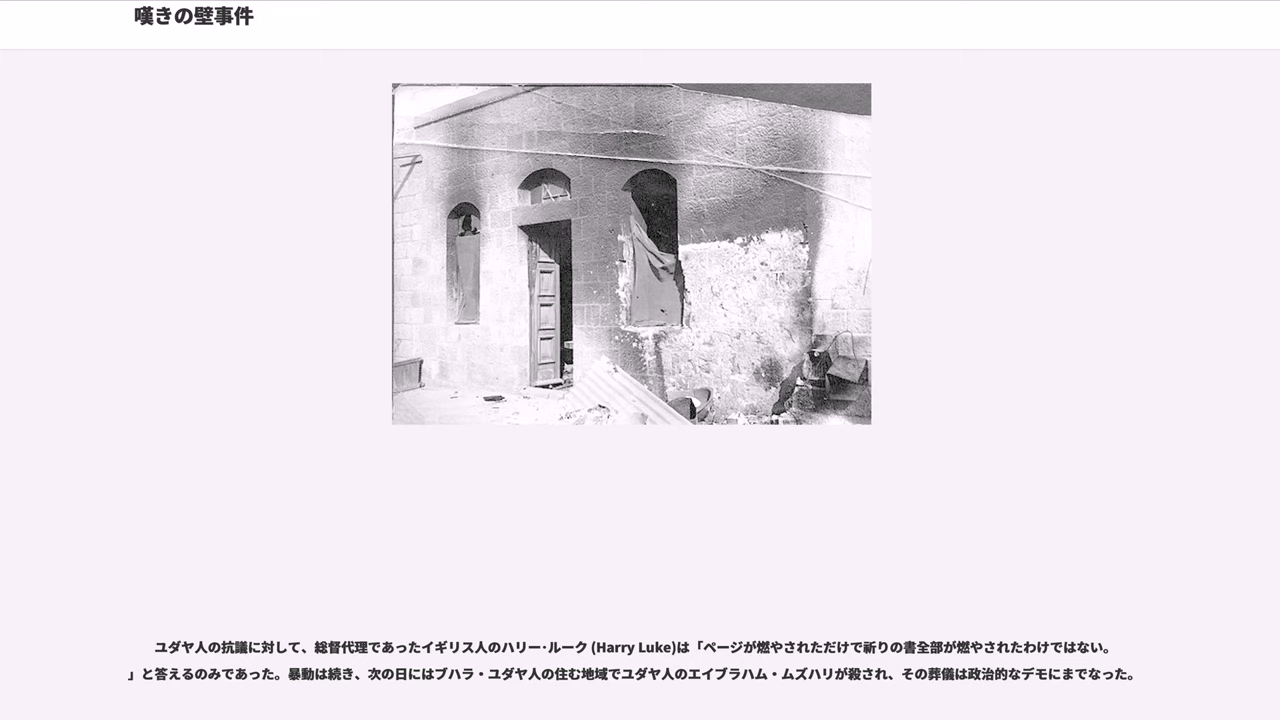 嘆きの壁事件
ユダヤ人の抗議に対して、総督代理であったイギリス人のハリー･ルーク (Harry Luke)は「ページが燃やされただけで祈りの書全部が燃やされたわけではない。
」と答えるのみであった。暴動は続き、次の日にはブハラ・ユダヤ人の住む地域でユダヤ人のエイブラハム・ムズハリが殺され、その葬儀は政治的なデモにまでなった。